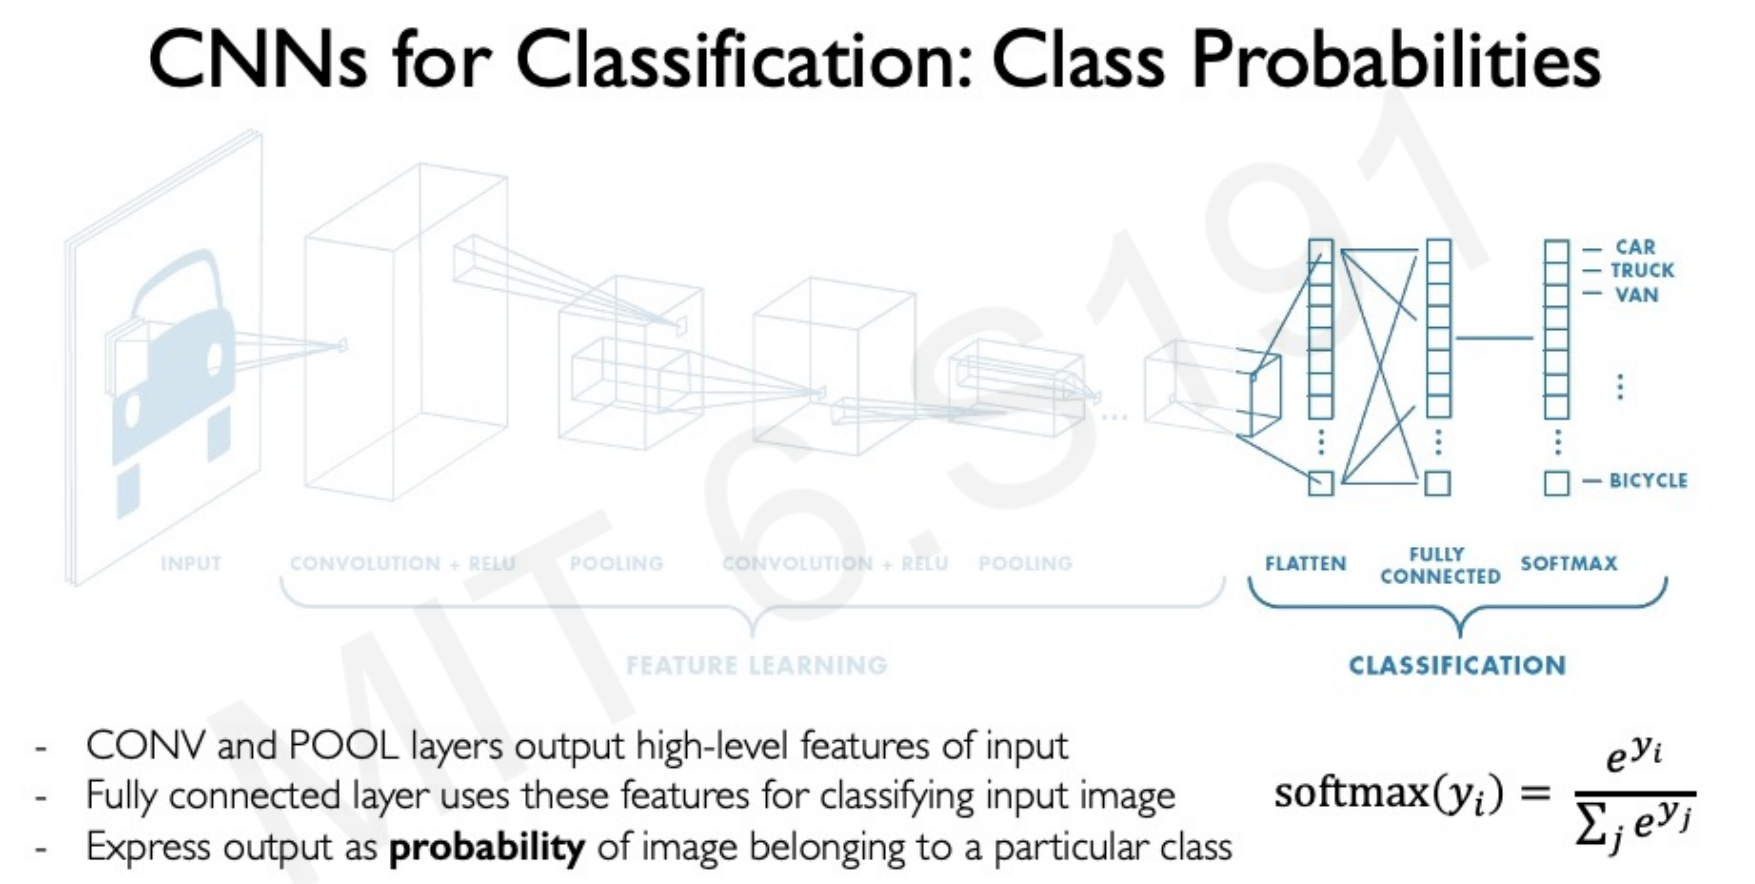 CNNs for Classification: Class Probabilities
CAR
TRUCK
VAN
BICYCLE
INPUT CONVOLUTION + RELU POOLING CONVOLUTION + RELU POOLING FLATTEN FULLY CONNECTED SOFTMAX
FEATURE LEARNING CLASSIFICATION
- CONV and POOL layers output high-level features of input
- Fully connected layer uses these features for classifying input image
- Express output as probability of image belonging to a particular class
softmax(y_i) = e^{y_i} / ∑_j e^{y_j}
MIT 6.S191